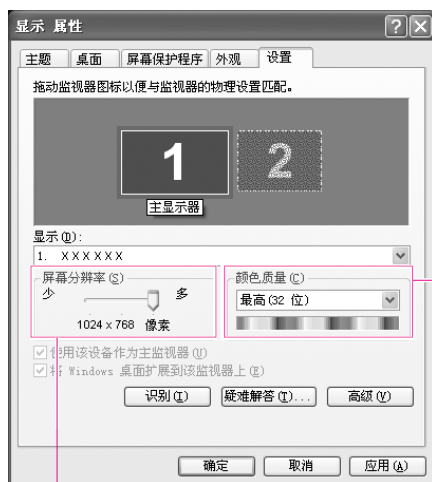 显示 属性
主题 桌面 屏幕保护程序 外观 设置
拖动监视器图标以便与监视器的物理设置匹配。
1 2
主显示器
显示(D):
1. XXXXXX
屏幕分辨率(S) 颜色质量(C)
少 多 最高(32 位)
1024 x 768 像素
使用该设备作为主监视器(U)
将 Windows 桌面扩展到该监视器上(E)
识别(I) 疑难解答(T)... 高级(V)
确定 取消 应用(A)